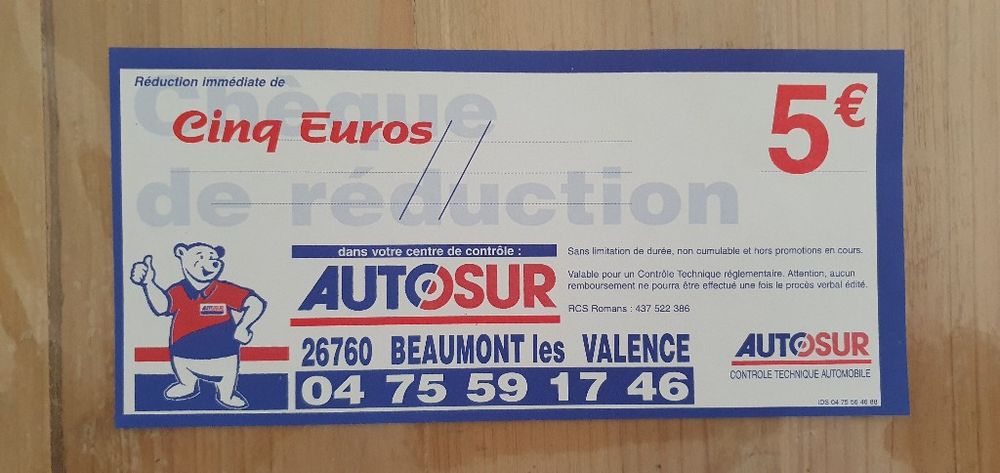 Réduction immédiate de
Chèque
Cinq Euros
5€
de réduction
dans votre centre de contrôle :
AUTOSUR
26760 BEAUMONT les VALENCE
04 75 59 17 46
Sans limitation de durée, non cumulable et hors promotions en cours.
Valable pour un Contrôle Technique réglementaire. Attention, aucun
remboursement ne pourra être effectué une fois le procès verbal édité.
RCS Romans : 437 522 386
AUTOSUR
CONTROLE TECHNIQUE AUTOMOBILE
AUTOSUR